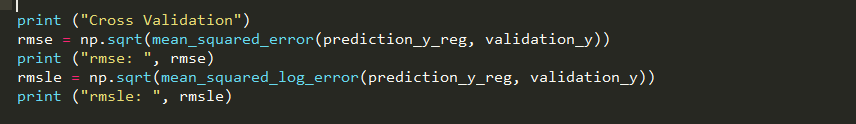 print ("Cross Validation")
rmse = np.sqrt(mean_squared_error(prediction_y_reg, validation_y))
print ("rmse: ", rmse)
rmsle = np.sqrt(mean_squared_log_error(prediction_y_reg, validation_y))
print ("rmsle: ", rmsle)